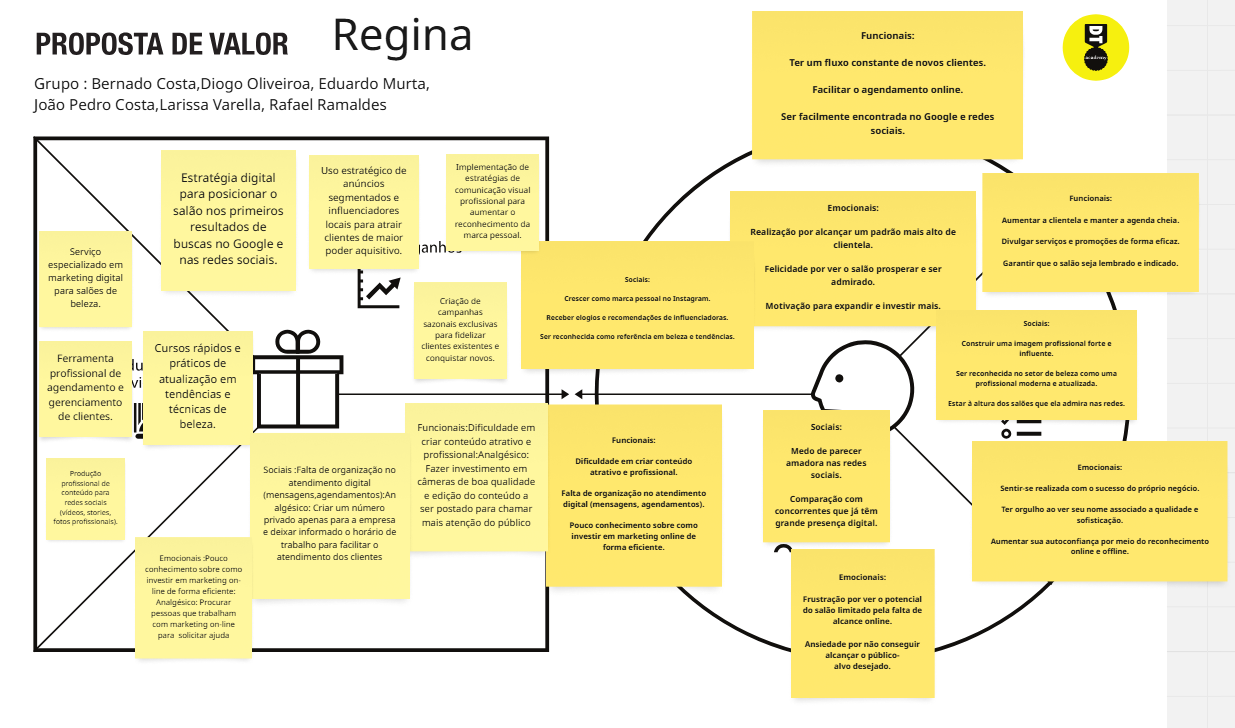 PROPOSTA DE VALOR
Regina
Grupo : Bernado Costa,Diogo Oliveiroa, Eduardo Murta,
João Pedro Costa,Larissa Varella, Rafael Ramaldes
Serviço
especializado em
marketing digital
para salões de
beleza.
Estratégia digital
para posicionar o
salão nos primeiros
resultados de
buscas no Google e
nas redes sociais.
Uso estratégico de
anúncios
segmentados e
influenciadores
locais para atrair
clientes de maior
poder aquisitivo.
Implementação de
estratégias de
comunicação visual
profissional para
aumentar o
reconhecimento da
marca pessoal.
Criação de
campanhas
sazonais exclusivas
para fidelizar
clientes existentes e
conquistar novos.
Ferramenta
profissional de
agendamento e
gerenciamento
de clientes.
Cursos rápidos e
práticos de
atualização em
tendências e
técnicas de
beleza.
Produção
profissional de
conteúdo para
redes sociais
(vídeos, stories,
fotos profissionais).
Emocionais :Pouco
conhecimento sobre como
investir em marketing on-
line de forma eficiente:
Analgésico: Procurar
pessoas que trabalham
com marketing on-line
para solicitar ajuda
Sociais :Falta de organização no
atendimento digital
(mensagens,agendamentos):An
algésico: Criar um número
privado apenas para a empresa
e deixar informado o horário de
trabalho para facilitar o
atendimento dos clientes
Funcionais:Dificuldade em
criar conteúdo atrativo e
profissional:Analgésico:
Fazer investimento em
câmeras de boa qualidade
e edição do conteúdo a
ser postado para chamar
mais atenção do público
Funcionais:
Ter um fluxo constante de novos clientes.
Facilitar o agendamento online.
Ser facilmente encontrada no Google e redes
sociais.
academy
Emocionais:
Realização por alcançar um padrão mais alto de
clientela.
Felicidade por ver o salão prosperar e ser
admirado.
Motivação para expandir e investir mais.
Funcionais:
Aumentar a clientela e manter a agenda cheia.
Divulgar serviços e promoções de forma eficaz.
Garantir que o salão seja lembrado e indicado.
Sociais:
Crescer como marca pessoal no Instagram.
Receber elogios e recomendações de influenciadoras.
Ser reconhecida como referência em beleza e tendências.
Sociais:
Construir uma imagem profissional forte e
influente.
Ser reconhecida no setor de beleza como uma
profissional moderna e atualizada.
Estar à altura dos salões que ela admira nas redes.
Funcionais:
Dificuldade em criar conteúdo
atrativo e profissional.
Falta de organização no atendimento
digital (mensagens, agendamentos).
Pouco conhecimento sobre como
investir em marketing online de
forma eficiente.
Sociais:
Medo de parecer
amadora nas redes
sociais.
Comparação com
concorrentes que já têm
grande presença digital.
Emocionais:
Sentir-se realizada com o sucesso do próprio negócio.
Ter orgulho ao ver seu nome associado a qualidade e
sofisticação.
Aumentar sua autoconfiança por meio do reconhecimento
online e offline.
Emocionais:
Frustração por ver o potencial
do salão limitado pela falta de
alcance online.
Ansiedade por não conseguir
alcançar o público-
alvo desejado.